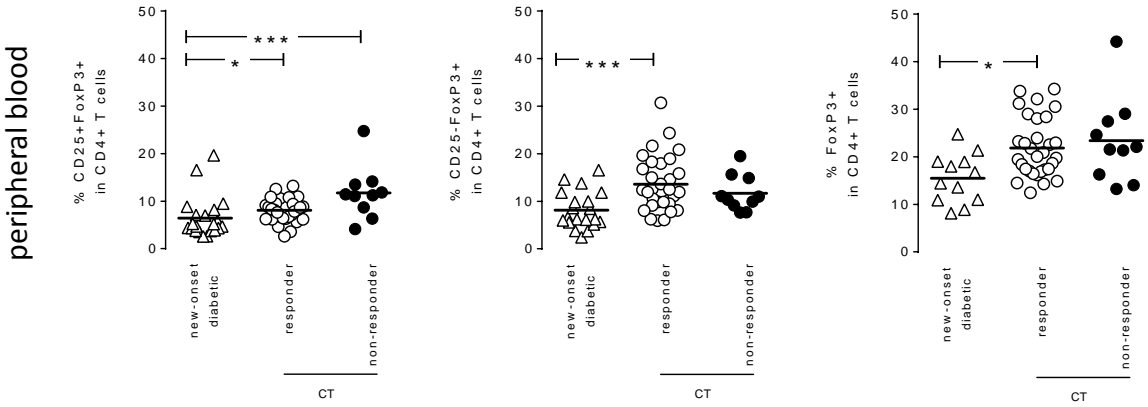 peripheral blood
% CD25+FoxP3+
in CD4+ T cells
50
40
30
20
10
0
***
*
new-onset
diabetic
responder
non-responder
CT
% CD25-FoxP3+
in CD4+ T cells
50
40
30
20
10
0
***
new-onset
diabetic
responder
non-responder
CT
% FoxP3+
in CD4+ T cells
50
40
30
20
10
0
*
new-onset
diabetic
responder
non-responder
CT